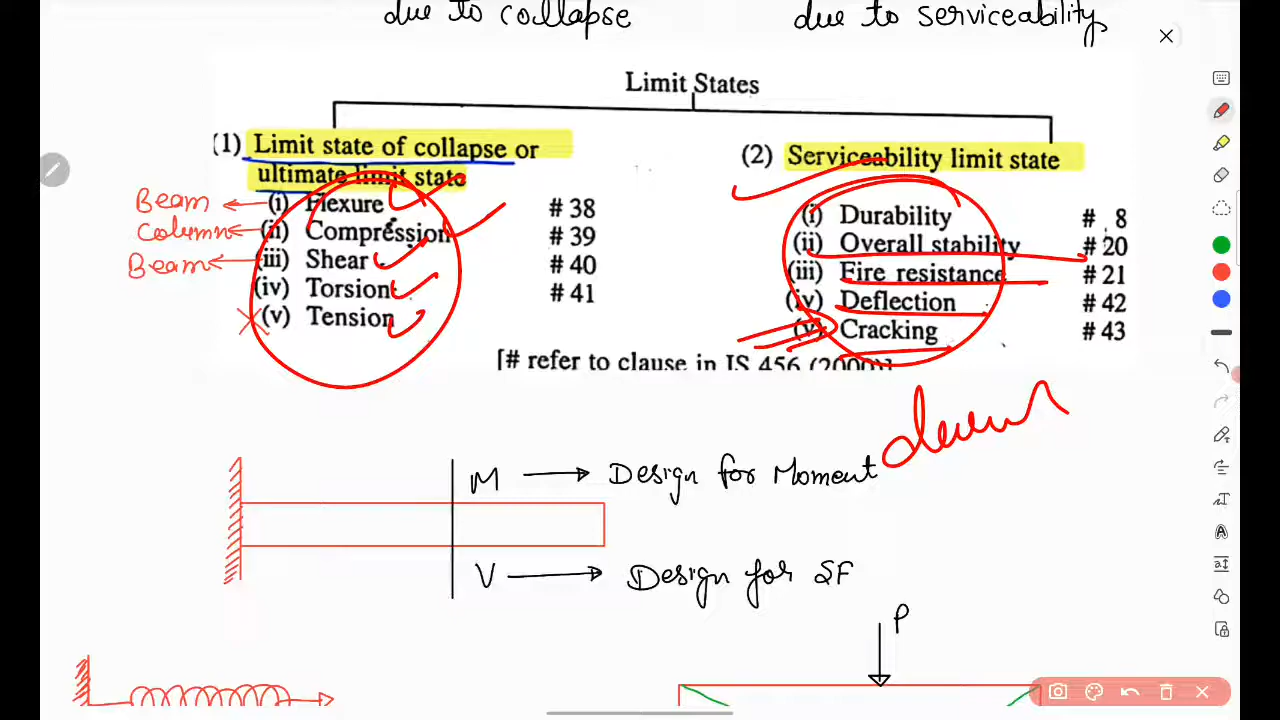 due to collapse
due to serviceability
Limit States
(1) Limit state of collapse or
ultimate limit state
Beam (i) Flexure # 38
Column (ii) Compression # 39
Beam (iii) Shear # 40
(iv) Torsion # 41
(v) Tension
(2) Serviceability limit state
(i) Durability # 8
(ii) Overall stability # 20
(iii) Fire resistance # 21
(iv) Deflection # 42
(v) Cracking # 43
[# refer to clause in IS 456 (2000)]
M → Design for Moment
V → Design for SF
P